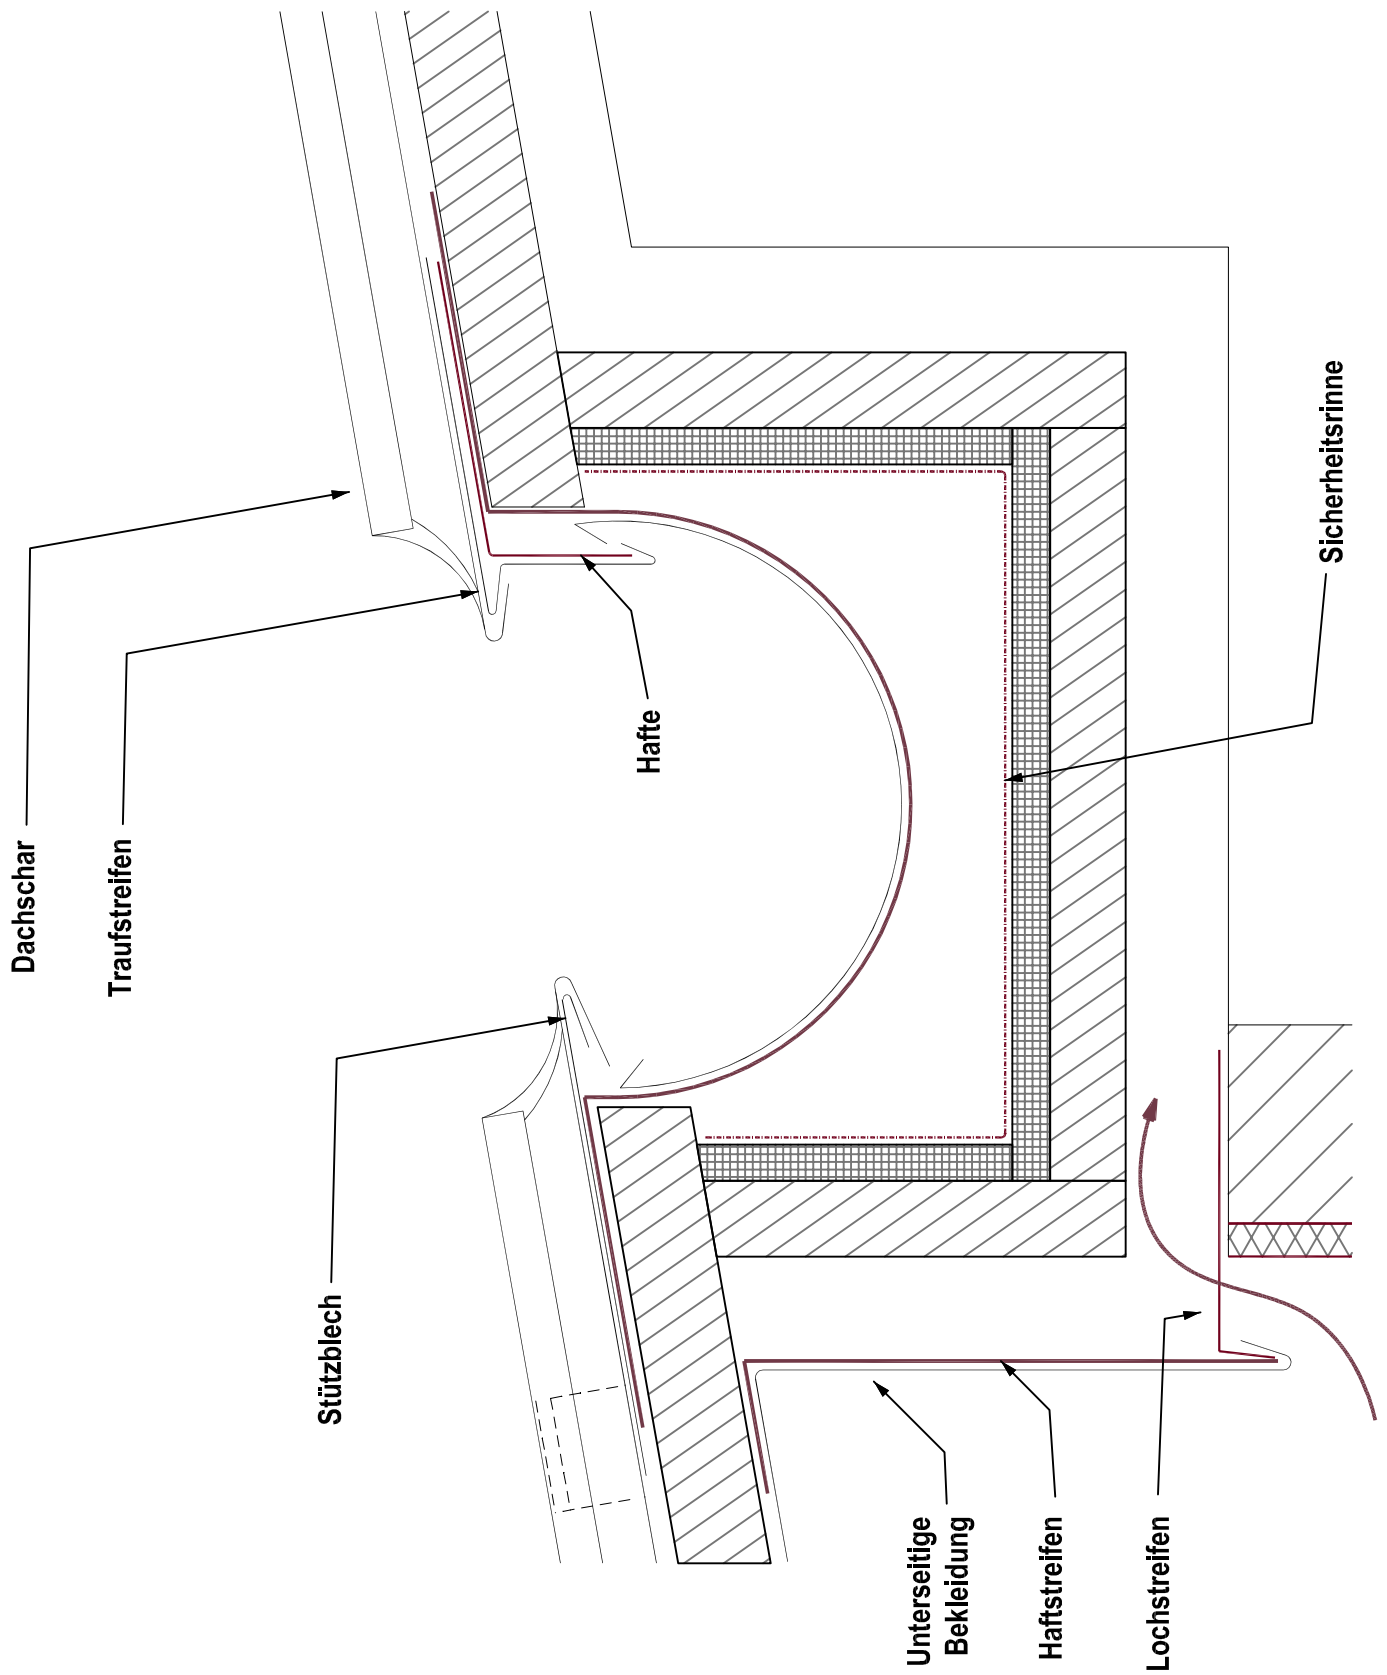 Dachschar
Traufstreifen
Stützblech
Hafte
Sicherheitsrinne
Unterseitige
Bekleidung
Haftstreifen
Lochstreifen